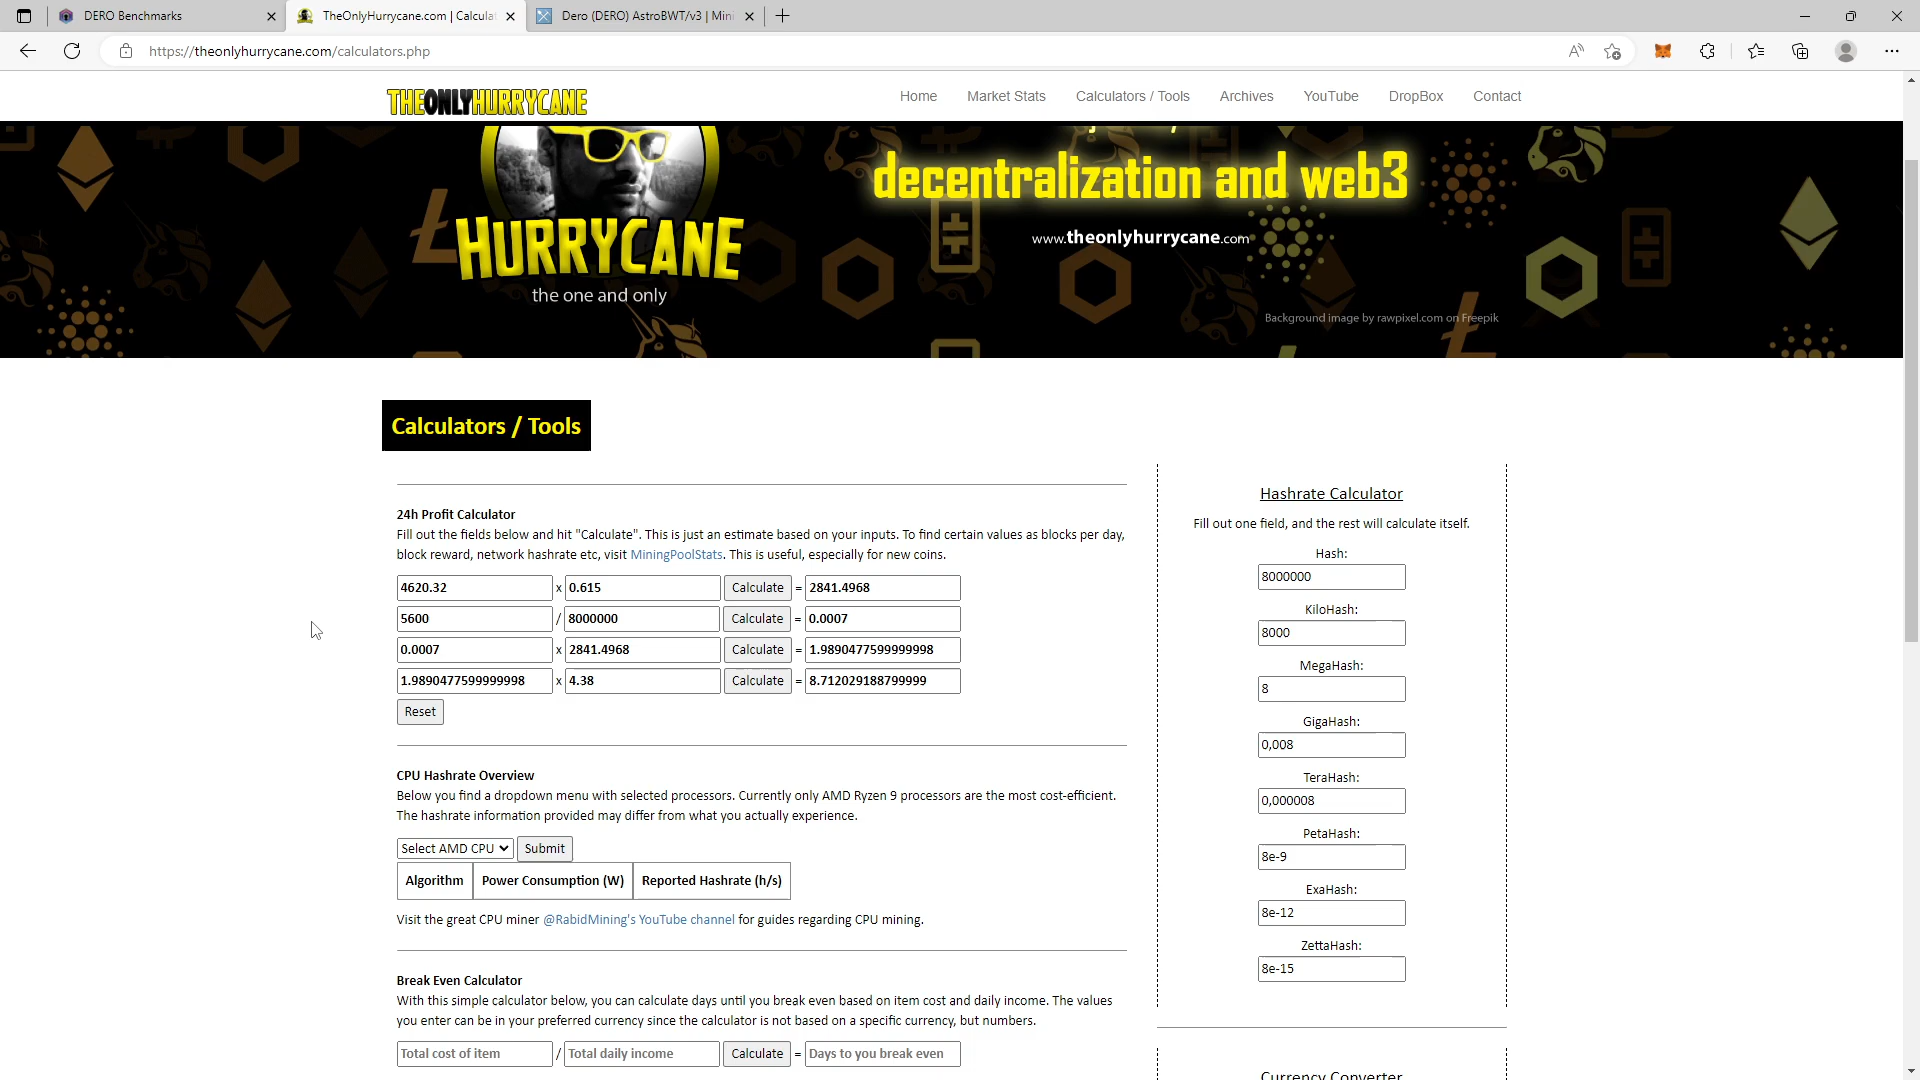 DERO Benchmarks
TheOnlyHurrycane.com | Calculat
Dero (DERO) AstroBWT/v3 | Mini
https://theonlyhurrycane.com/calculators.php
THEONLYHURRYCANE
Home
Market Stats
Calculators / Tools
Archives
YouTube
DropBox
Contact
decentralization and web3
www.theonlyhurrycane.com
HURRYCANE
the one and only
Background image by rawpixel.com on Freepik
Calculators / Tools
24h Profit Calculator
Fill out the fields below and hit "Calculate". This is just an estimate based on your inputs. To find certain values as blocks per day,
block reward, network hashrate etc, visit MiningPoolStats. This is useful, especially for new coins.
4620.32 x 0.615 Calculate = 2841.4968
5600 / 8000000 Calculate = 0.0007
0.0007 x 2841.4968 Calculate = 1.9890477599999998
1.9890477599999998 x 4.38 Calculate = 8.712029188799999
Reset
CPU Hashrate Overview
Below you find a dropdown menu with selected processors. Currently only AMD Ryzen 9 processors are the most cost-efficient.
The hashrate information provided may differ from what you actually experience.
Select AMD CPU Submit
Algorithm Power Consumption (W) Reported Hashrate (h/s)
Visit the great CPU miner @RabidMining's YouTube channel for guides regarding CPU mining.
Break Even Calculator
With this simple calculator below, you can calculate days until you break even based on item cost and daily income. The values
you enter can be in your preferred currency since the calculator is not based on a specific currency, but numbers.
Total cost of item / Total daily income Calculate = Days to you break even
Hashrate Calculator
Fill out one field, and the rest will calculate itself.
Hash:
8000000
KiloHash:
8000
MegaHash:
8
GigaHash:
0,008
TeraHash:
0,000008
PetaHash:
8e-9
ExaHash:
8e-12
ZettaHash:
8e-15
Currency Converter